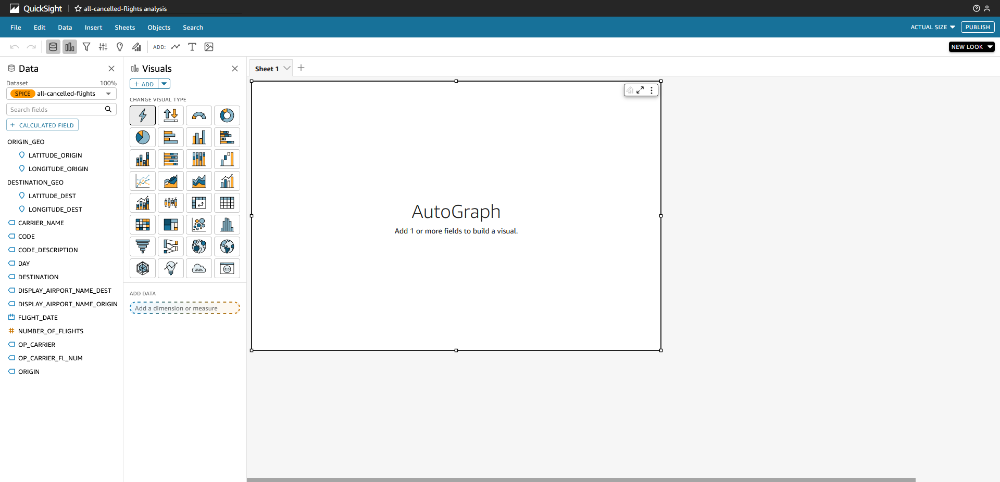 QuickSight all-cancelled-flights analysis
File Edit Data Insert Sheets Objects Search ACTUAL SIZE PUBLISH
ADD: NEW LOOK
Data
Dataset 100%
SPICE all-cancelled-flights
Search fields
+ CALCULATED FIELD
ORIGIN_GEO
LATITUDE_ORIGIN
LONGITUDE_ORIGIN
DESTINATION_GEO
LATITUDE_DEST
LONGITUDE_DEST
CARRIER_NAME
CODE
CODE_DESCRIPTION
DAY
DESTINATION
DISPLAY_AIRPORT_NAME_DEST
DISPLAY_AIRPORT_NAME_ORIGIN
FLIGHT_DATE
NUMBER_OF_FLIGHTS
OP_CARRIER
OP_CARRIER_FL_NUM
ORIGIN
Visuals
+ ADD
CHANGE VISUAL TYPE
ADD DATA
Add a dimension or measure
Sheet 1
AutoGraph
Add 1 or more fields to build a visual.